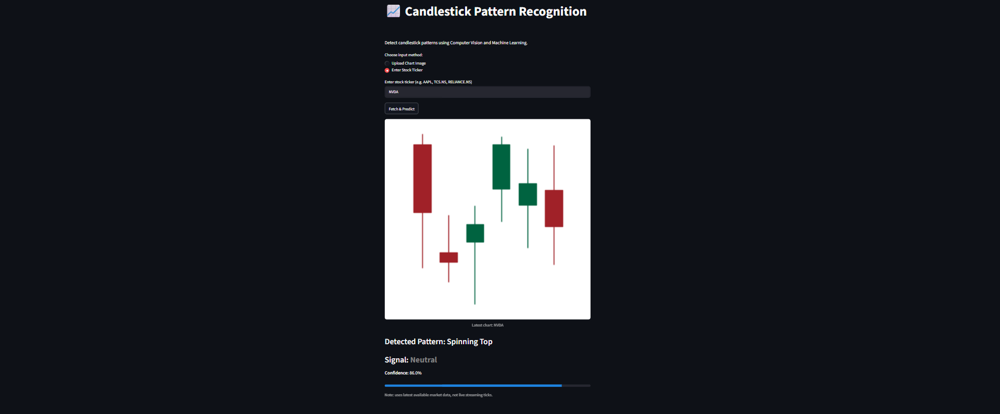 Candlestick Pattern Recognition
Detect candlestick patterns using Computer Vision and Machine Learning.
Choose input method:
Upload Chart Image
Enter Stock Ticker
Enter stock ticker (e.g. AAPL, TCS.NS, RELIANCE.NS)
NVDA
Fetch & Predict
Latest chart: NVDA
Detected Pattern: Spinning Top
Signal: Neutral
Confidence: 86.0%
Note: uses latest available market data, not live streaming ticks.